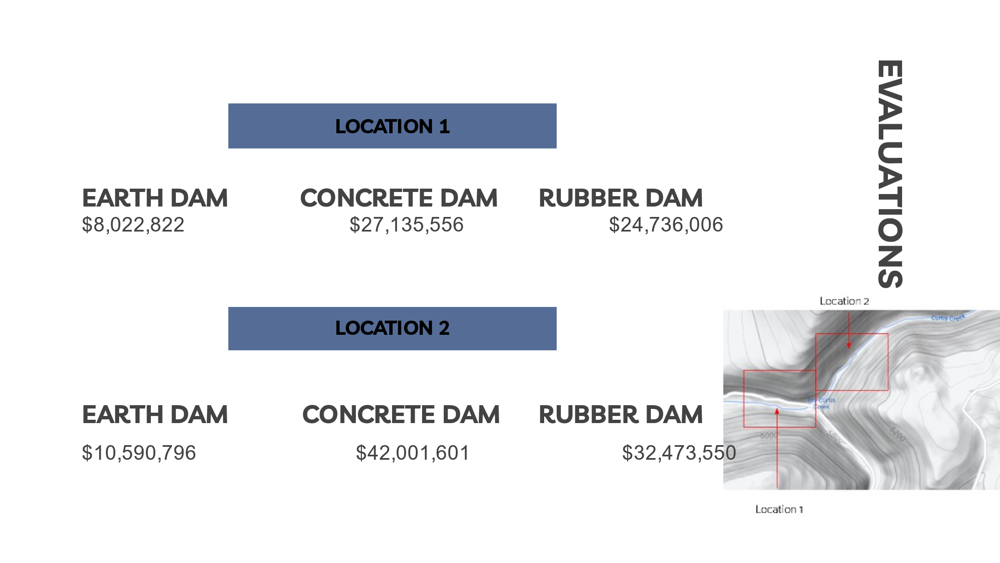 EVALUATIONS
LOCATION 1
EARTH DAM
$8,022,822
CONCRETE DAM
$27,135,556
RUBBER DAM
$24,736,006
LOCATION 2
EARTH DAM
$10,590,796
CONCRETE DAM
$42,001,601
RUBBER DAM
$32,473,550
Location 2
Curtis Creek
Dry Curtis
Creek
6000'
5800'
6200'
Location 1